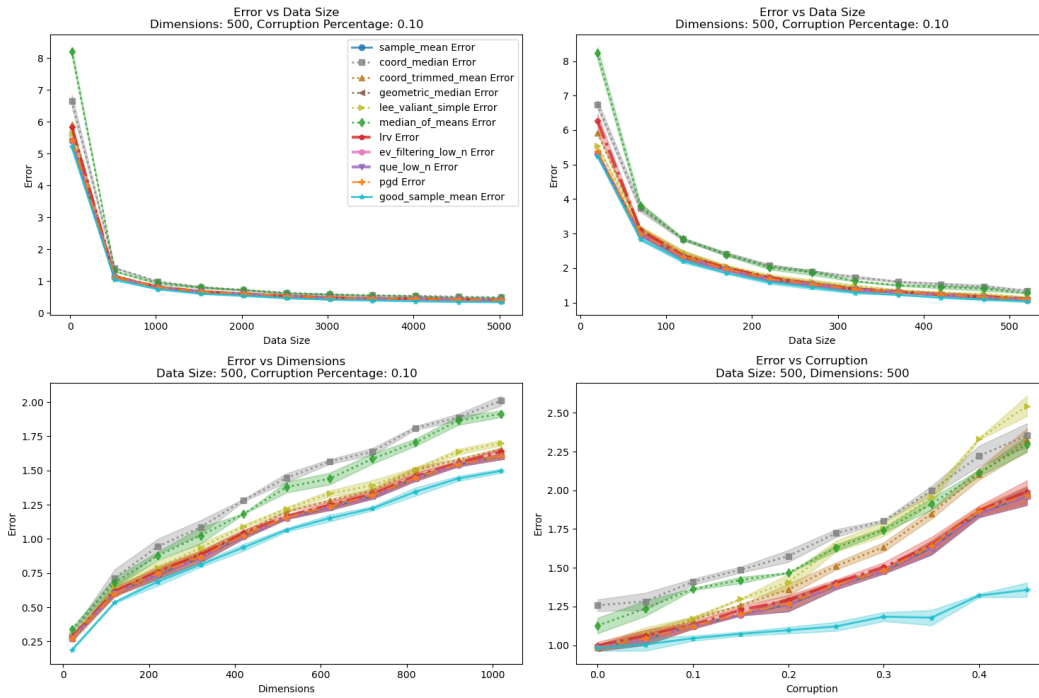 Error vs Data Size
Dimensions: 500, Corruption Percentage: 0.10
8
7
6
5
4
3
2
1
0
Error
0
1000
2000
3000
4000
5000
Data Size
sample_mean Error
coord_median Error
coord_trimmed_mean Error
geometric_median Error
lee_valiant_simple Error
median_of_means Error
lrv Error
ev_filtering_low_n Error
que_low_n Error
pgd Error
good_sample_mean Error
Error vs Data Size
Dimensions: 500, Corruption Percentage: 0.10
8
7
6
5
4
3
2
1
Error
0
100
200
300
400
500
Data Size
Error vs Dimensions
Data Size: 500, Corruption Percentage: 0.10
2.00
1.75
1.50
1.25
1.00
0.75
0.50
0.25
Error
0
200
400
600
800
1000
Dimensions
Error vs Corruption
Data Size: 500, Dimensions: 500
2.50
2.25
2.00
1.75
1.50
1.25
1.00
Error
0.0
0.1
0.2
0.3
0.4
Corruption